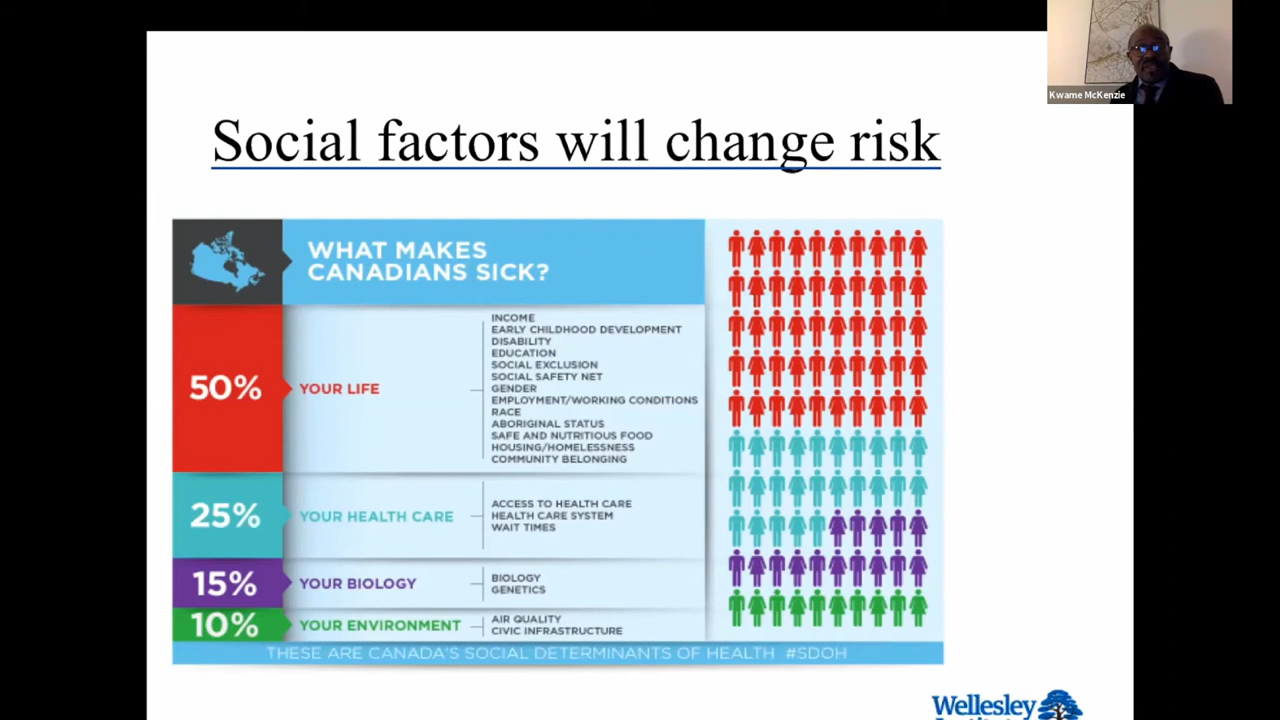 Kwame McKenzie
Social factors will change risk
WHAT MAKES
CANADIANS SICK?
50%
YOUR LIFE
INCOME
EARLY CHILDHOOD DEVELOPMENT
DISABILITY
EDUCATION
SOCIAL EXCLUSION
SOCIAL SAFETY NET
GENDER
EMPLOYMENT/WORKING CONDITIONS
RACE
ABORIGINAL STATUS
SAFE AND NUTRITIOUS FOOD
HOUSING/HOMELESSNESS
COMMUNITY BELONGING
25%
YOUR HEALTH CARE
ACCESS TO HEALTH CARE
HEALTH CARE SYSTEM
WAIT TIMES
15%
YOUR BIOLOGY
BIOLOGY
GENETICS
10%
YOUR ENVIRONMENT
AIR QUALITY
CIVIC INFRASTRUCTURE
THESE ARE CANADA'S SOCIAL DETERMINANTS OF HEALTH #SDOH
Wellesley